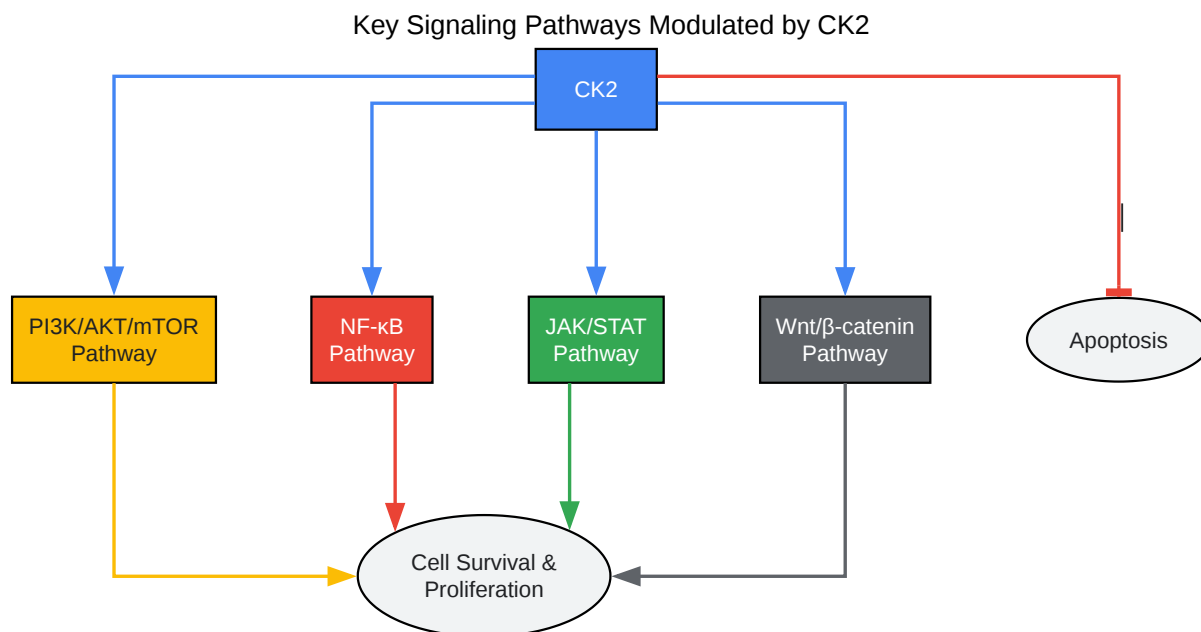 Key Signaling Pathways Modulated by CK2
CK2
PI3K/AKT/mTOR
Pathway
NF-κB
Pathway
JAK/STAT
Pathway
Wnt/β-catenin
Pathway
Apoptosis
Cell Survival &
Proliferation